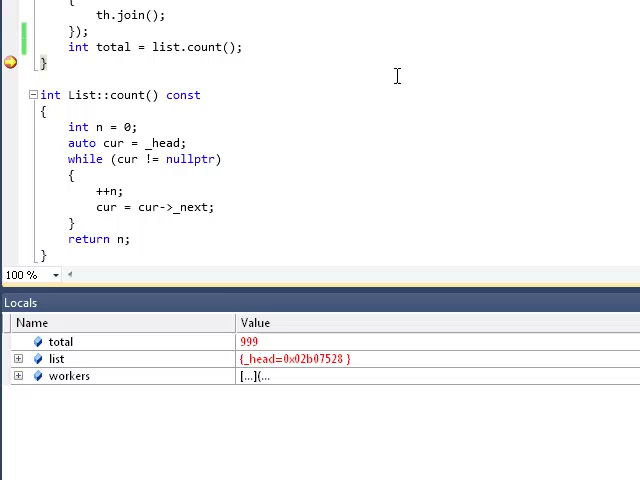 {
th.join();
});
int total = list.count();
}
int List::count() const
{
int n = 0;
auto cur = _head;
while (cur != nullptr)
{
++n;
cur = cur->_next;
}
return n;
}
100 %
Locals
Name Value
total 999
list {_head=0x02b07528 }
workers [...](...